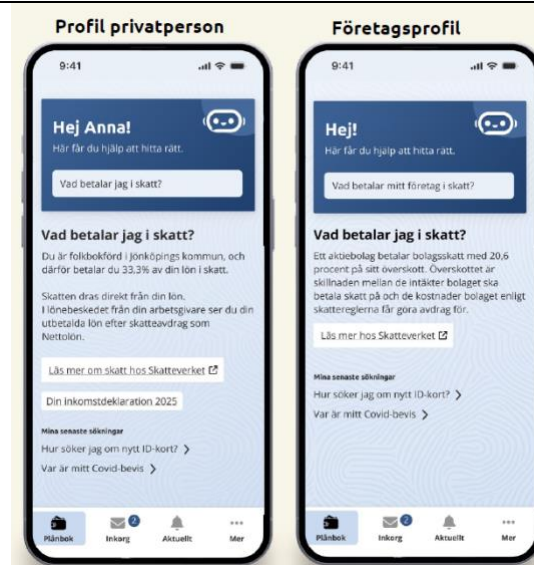 Profil privatperson
9:41
Hej Anna!
Här får du hjälp att hitta rätt.
Vad betalar jag i skatt?
Vad betalar jag i skatt?
Du är folkbokförd i Jönköpings kommun, och
därför betalar du 33,3% av din lön i skatt.
Skatten dras direkt från din lön.
I lönebeskedet från din arbetsgivare ser du din
utbetalda lön efter skatteavdrag som
Nettolön.
Läs mer om skatt hos Skatteverket
Din inkomstdeklaration 2025
Mina senaste sökningar
Hur söker jag om nytt ID-kort?
Var är mitt Covid-bevis
2
Plånbok
Inkorg
Aktuellt
Mer
Företagsprofil
9:41
Hej!
Här får du hjälp att hitta rätt.
Vad betalar mitt företag i skatt?
Vad betalar jag i skatt?
Ett aktiebolag betalar bolagsskatt med 20,6
procent på sitt överskott. Överskottet är
skillnaden mellan de intäkter bolaget ska
betala skatt på och de kostnader bolaget enligt
skattereglerna får göra avdrag för.
Läs mer hos Skatteverket
Mina senaste sökningar
Hur söker jag om nytt ID-kort?
Var är mitt Covid-bevis
2
Plånbok
Inkorg
Aktuellt
Mer